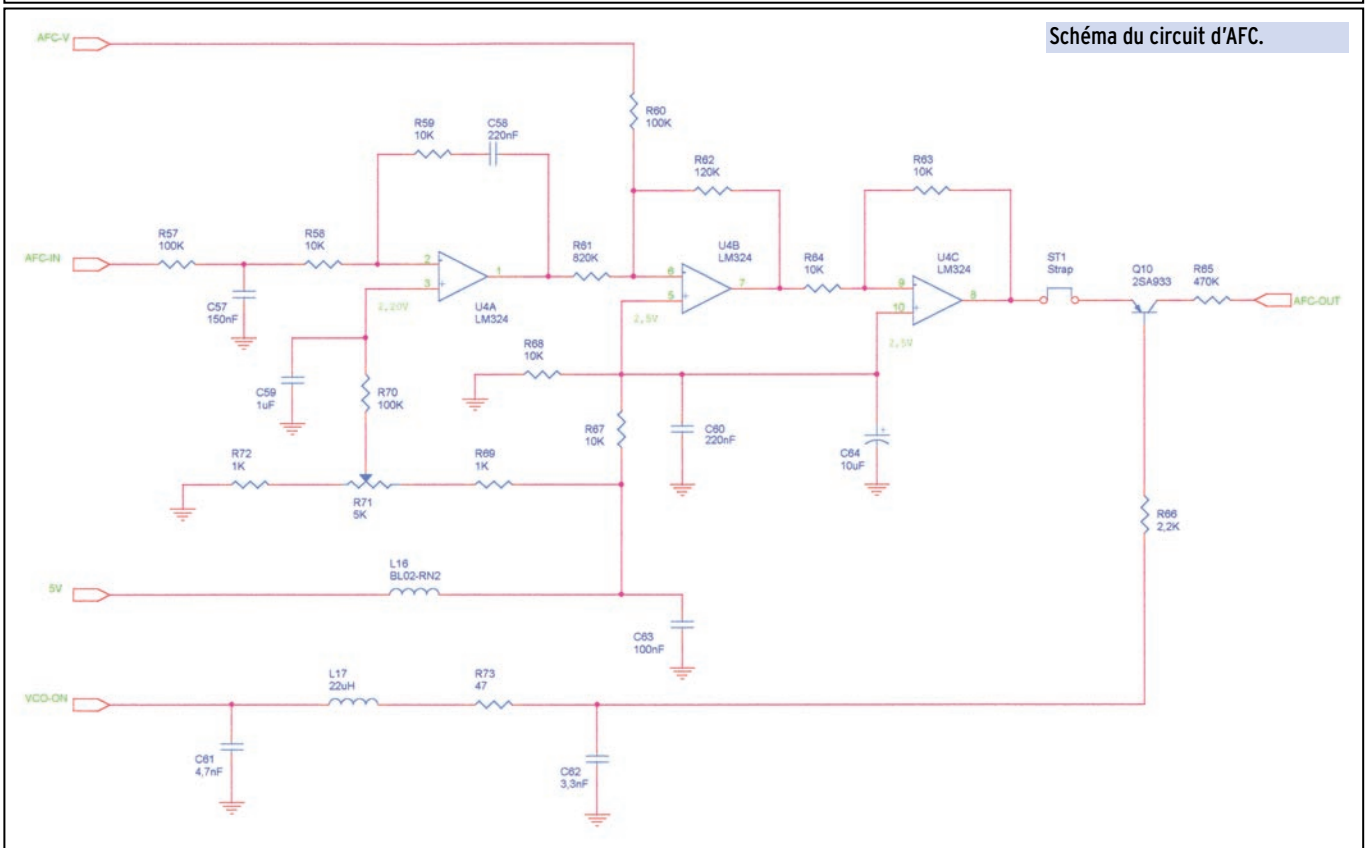 Schéma du circuit d'AFC.
AFC-V
R60
100K
R59
10K
C58
220nF
R62
120K
R63
10K
R57
100K
R58
10K
AFC-IN
2
3
1
U4A
LM324
2,20V
C57
150nF
R61
820K
U4B
LM324
6
5
7
2,5V
R64
10K
U4C
LM324
9
10
8
2,5V
ST1
Strap
Q10
2SA933
R65
470K
AFC-OUT
C59
1uF
R70
100K
R68
10K
R67
10K
C60
220nF
+
C64
10uF
R72
1K
R71
5K
R69
1K
R66
2,2K
5V
L16
BL02-RN2
C63
100nF
VCO-ON
L17
22uH
R73
47
C61
4,7nF
C62
3,3nF